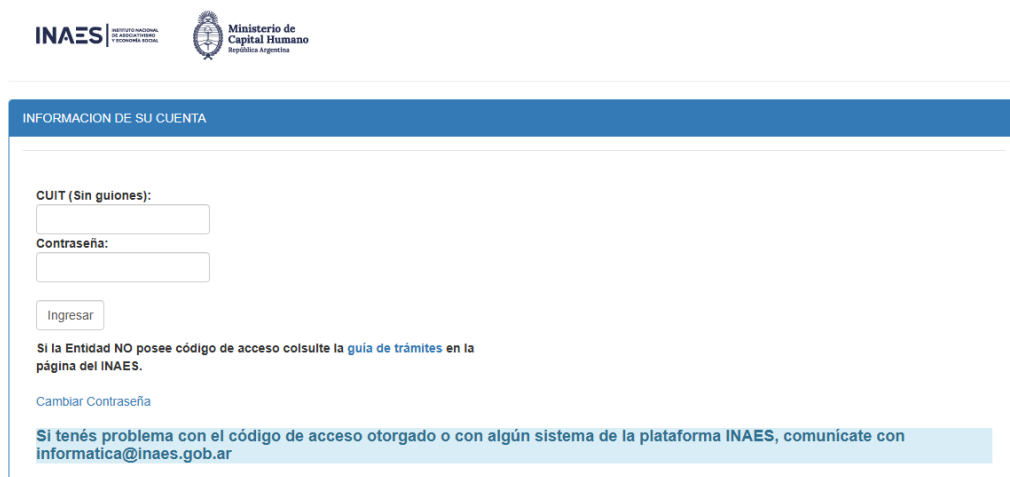 INAES INSTITUTO NACIONAL
DE ASOCIATIVISMO
Y ECONOMÍA SOCIAL
Ministerio de
Capital Humano
República Argentina
INFORMACION DE SU CUENTA
CUIT (Sin guiones):
Contraseña:
Ingresar
Si la Entidad NO posee código de acceso colsulte la guía de trámites en la
página del INAES.
Cambiar Contraseña
Si tenés problema con el código de acceso otorgado o con algún sistema de la plataforma INAES, comunícate con
informatica@inaes.gob.ar